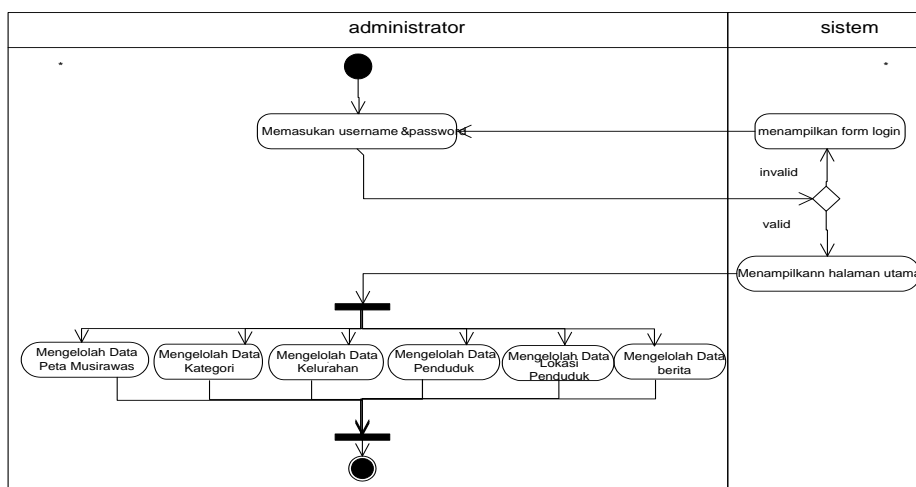 administrator
sistem
*
*
Memasukan username &password
menampilkan form login
invalid
valid
Menampilkann halaman utama
Mengelolah Data
Peta Musirawas
Mengelolah Data
Kategori
Mengelolah Data
Kelurahan
Mengelolah Data
Penduduk
Mengelolah Data
Lokasi
Penduduk
Mengelolah Data
berita